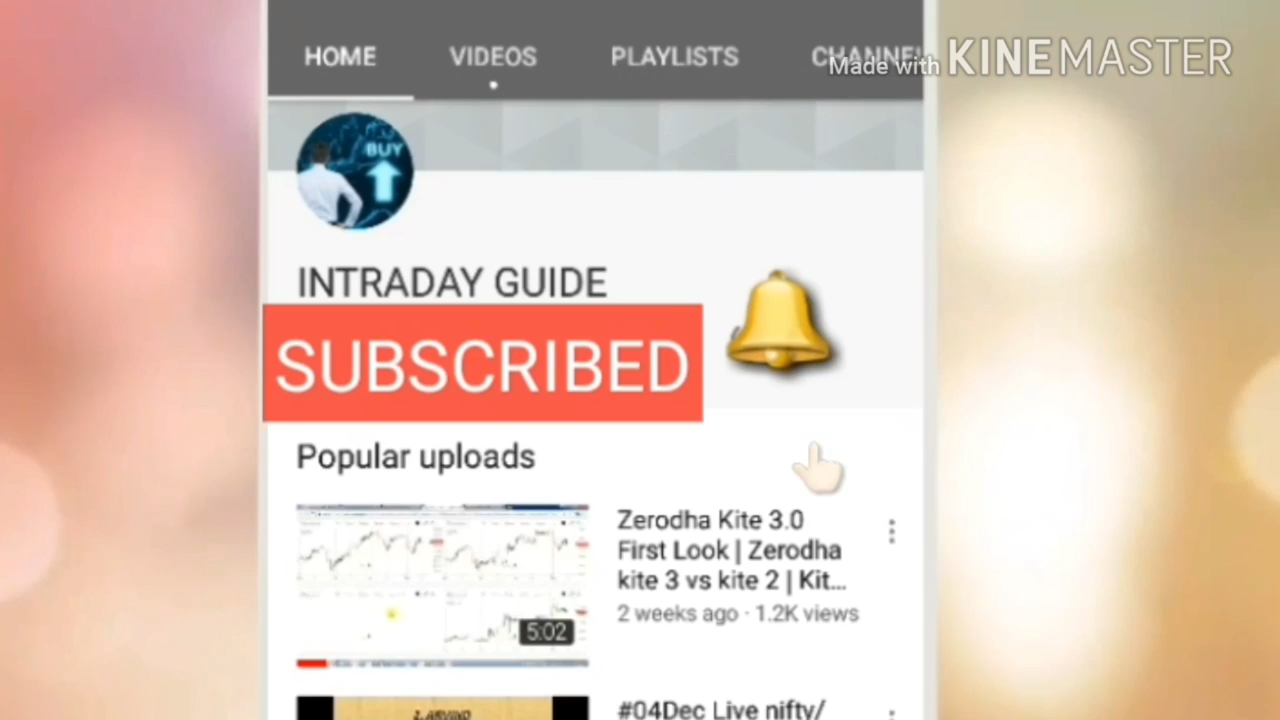 HOME VIDEOS PLAYLISTS CHANNEL
Made with KINEMASTER
BUY
INTRADAY GUIDE
SUBSCRIBED
Popular uploads
Zerodha Kite 3.0
First Look | Zerodha
kite 3 vs kite 2 | Kit...
2 weeks ago · 1.2K views
5:02
#04Dec Live nifty/